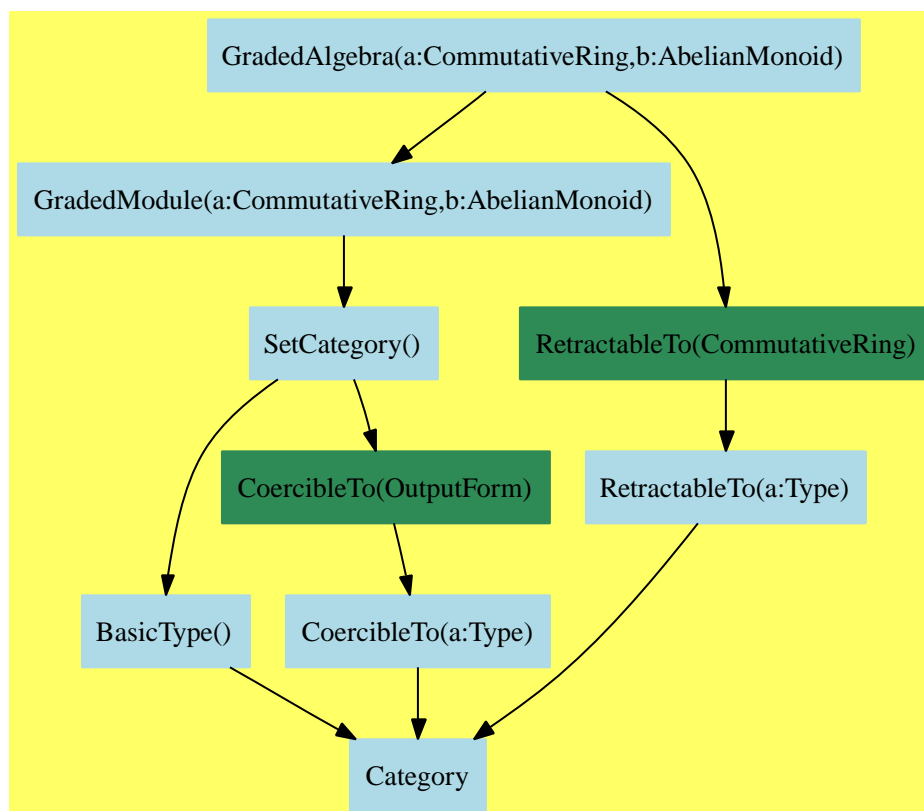 GradedAlgebra(a:CommutativeRing,b:AbelianMonoid)
GradedModule(a:CommutativeRing,b:AbelianMonoid)
SetCategory()
RetractableTo(CommutativeRing)
CoercibleTo(OutputForm)
RetractableTo(a:Type)
BasicType()
CoercibleTo(a:Type)
Category